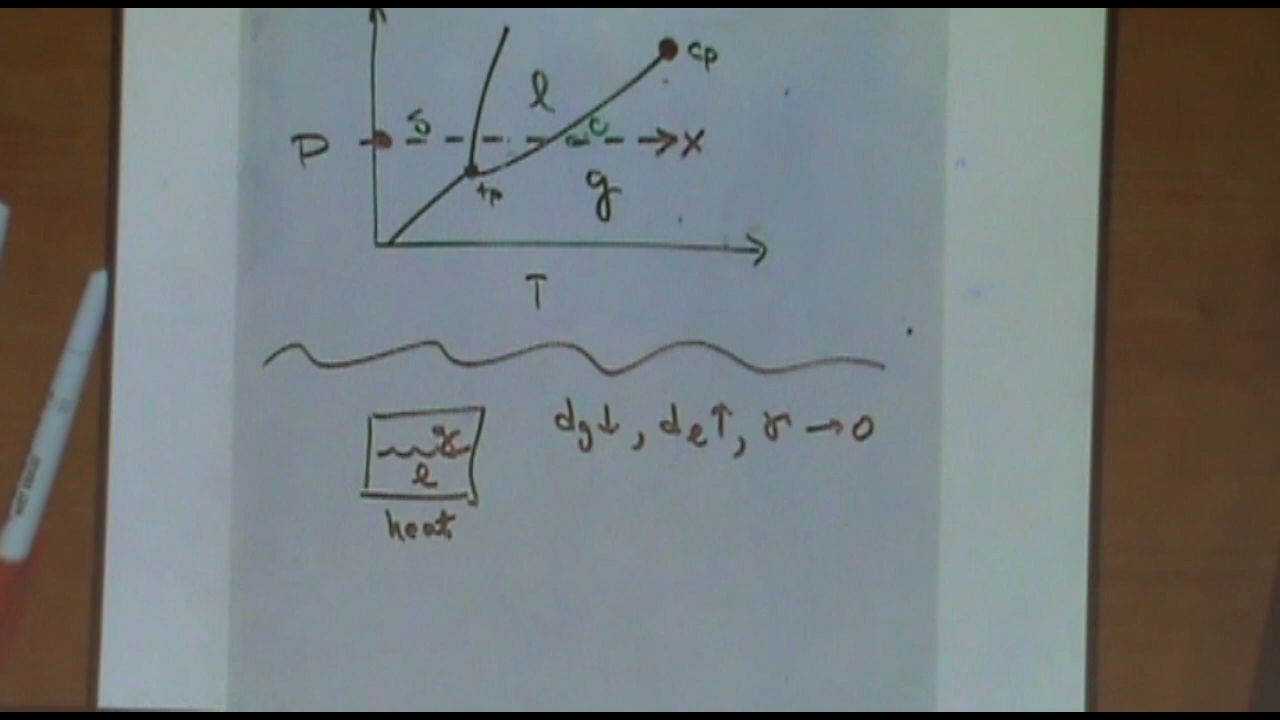 cp
l
s
P
x
tp
g
T
g
l
heat
dg↓, dl↑, γ → 0